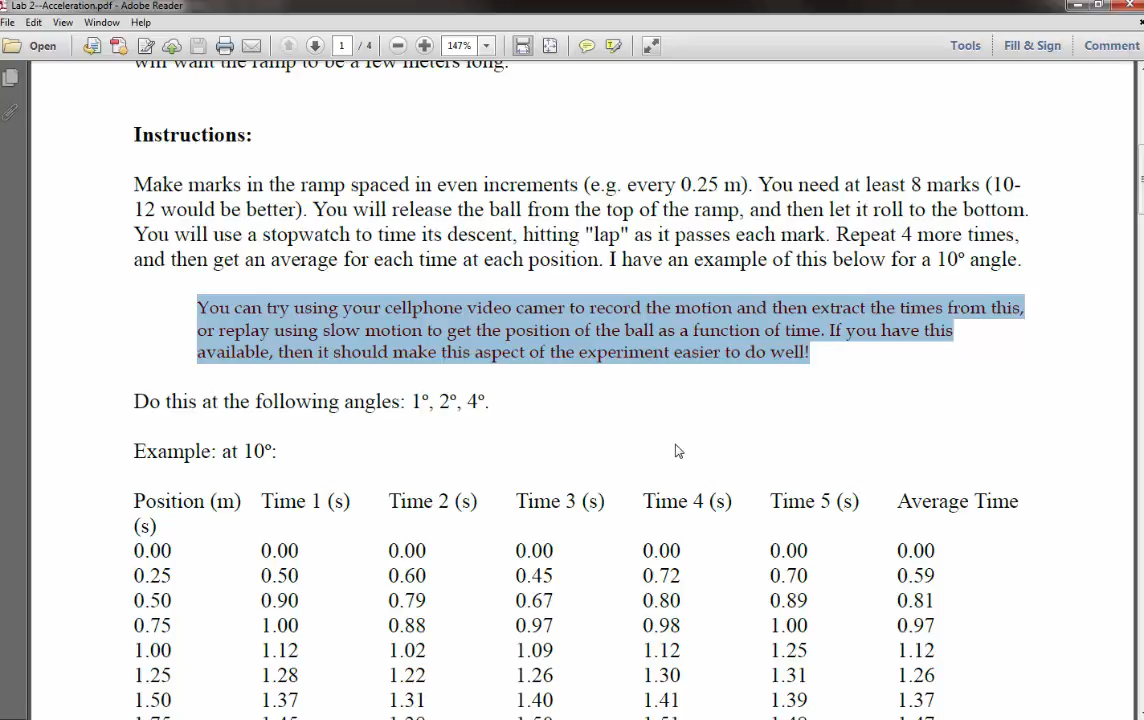 Lab 2--Acceleration.pdf - Adobe Reader
File Edit View Window Help
Open 1 / 4 147% Tools Fill & Sign Comment
will want the ramp to be a few meters long.
Instructions:
Make marks in the ramp spaced in even increments (e.g. every 0.25 m). You need at least 8 marks (10-
12 would be better). You will release the ball from the top of the ramp, and then let it roll to the bottom.
You will use a stopwatch to time its descent, hitting "lap" as it passes each mark. Repeat 4 more times,
and then get an average for each time at each position. I have an example of this below for a 10º angle.
You can try using your cellphone video camer to record the motion and then extract the times from this,
or replay using slow motion to get the position of the ball as a function of time. If you have this
available, then it should make this aspect of the experiment easier to do well!
Do this at the following angles: 1º, 2º, 4º.
Example: at 10º:
Position (m) Time 1 (s) Time 2 (s) Time 3 (s) Time 4 (s) Time 5 (s) Average Time
(s)
0.00 0.00 0.00 0.00 0.00 0.00 0.00
0.25 0.50 0.60 0.45 0.72 0.70 0.59
0.50 0.90 0.79 0.67 0.80 0.89 0.81
0.75 1.00 0.88 0.97 0.98 1.00 0.97
1.00 1.12 1.02 1.09 1.12 1.25 1.12
1.25 1.28 1.22 1.26 1.30 1.31 1.26
1.50 1.37 1.31 1.40 1.41 1.39 1.37